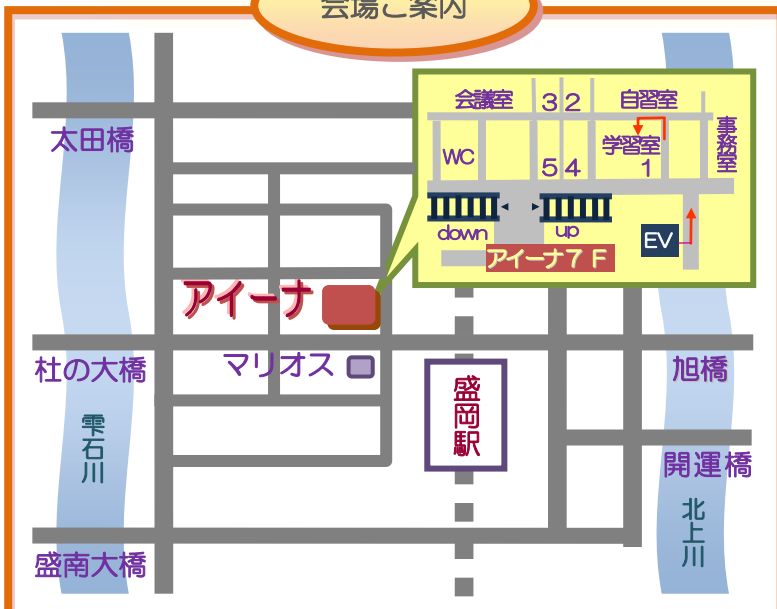 会場ご案内
会議室
3 2
自習室
事務室
WC
学習室
5 4
1
down
up
EV
アイーナ7F
太田橋
アイーナ
杜の大橋
マリオス
盛岡駅
旭橋
雫石川
開運橋
北上川
盛南大橋